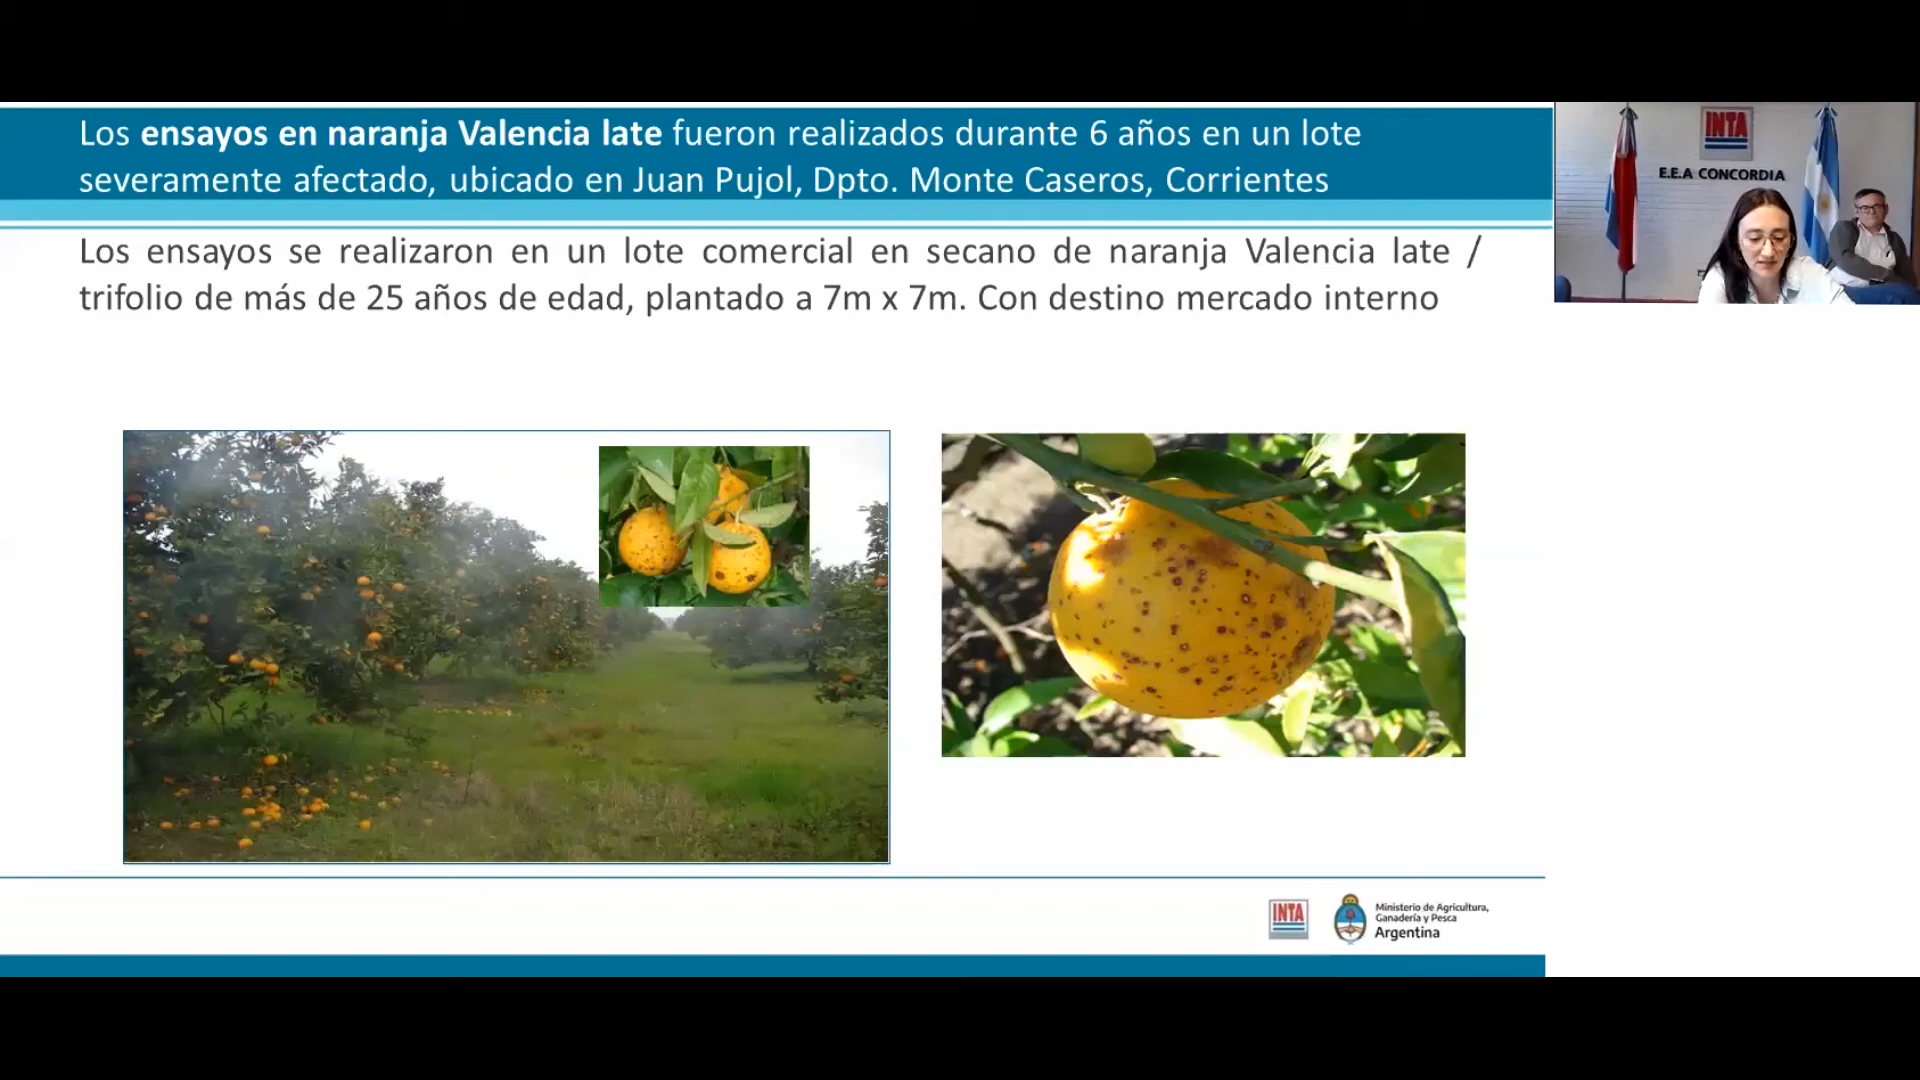 Los ensayos en naranja Valencia late fueron realizados durante 6 años en un lote
severamente afectado, ubicado en Juan Pujol, Dpto. Monte Caseros, Corrientes
Los ensayos se realizaron en un lote comercial en secano de naranja Valencia late /
trifolio de más de 25 años de edad, plantado a 7m x 7m. Con destino mercado interno
INTA
E.E.A CONCORDIA
INTA
Ministerio de Agricultura,
Ganadería y Pesca
Argentina